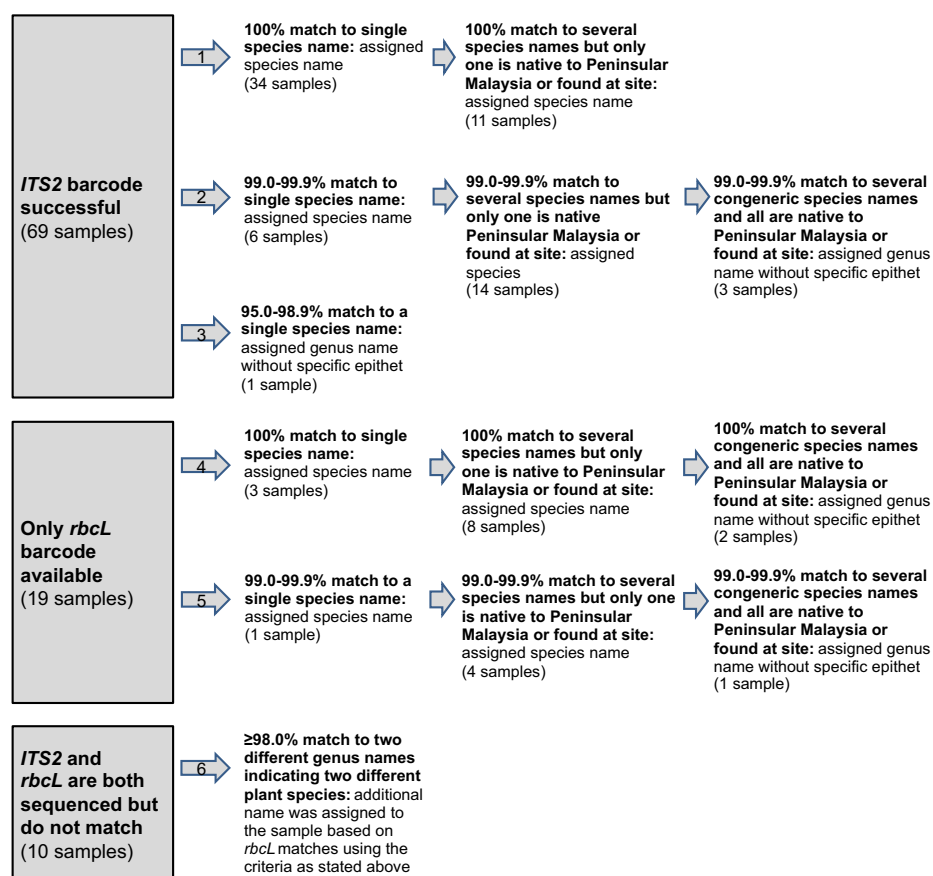 ITS2 barcode
successful
(69 samples)
1
100% match to single
species name: assigned
species name
(34 samples)
100% match to several
species names but only
one is native to Peninsular
Malaysia or found at site:
assigned species name
(11 samples)
2
99.0-99.9% match to
single species name:
assigned species name
(6 samples)
99.0-99.9% match to
several species names but
only one is native
Peninsular Malaysia or
found at site: assigned
species
(14 samples)
99.0-99.9% match to several
congeneric species names
and all are native to
Peninsular Malaysia or
found at site: assigned genus
name without specific epithet
(3 samples)
3
95.0-98.9% match to a
single species name:
assigned genus name
without specific epithet
(1 sample)
Only rbcL
barcode
available
(19 samples)
4
100% match to single
species name:
assigned species name
(3 samples)
100% match to several
species names but only
one is native to Peninsular
Malaysia or found at site:
assigned species name
(8 samples)
100% match to several
congeneric species names
and all are native to
Peninsular Malaysia or
found at site: assigned genus
name without specific epithet
(2 samples)
5
99.0-99.9% match to a
single species name:
assigned species name
(1 sample)
99.0-99.9% match to several
species names but only one
is native to Peninsular
Malaysia or found at site:
assigned species name
(4 samples)
99.0-99.9% match to several
congeneric species names
and all are native to
Peninsular Malaysia or
found at site: assigned genus
name without specific epithet
(1 sample)
ITS2 and
rbcL are both
sequenced but
do not match
(10 samples)
6
≥98.0% match to two
different genus names
indicating two different
plant species: additional
name was assigned to
the sample based on
rbcL matches using the
criteria as stated above